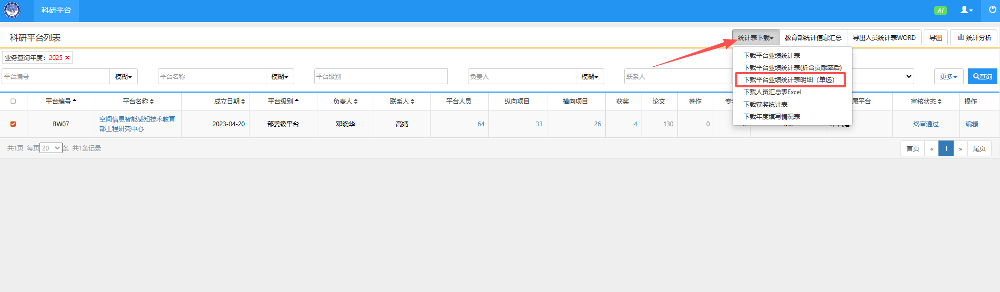 科研平台
AI
科研平台列表
统计表下载
教育部统计信息汇总
导出人员统计表WORD
导出
统计分析
业务查询年度：2025 ×
下载平台业绩统计表
下载平台业绩统计表(折合贡献率后)
下载平台业绩统计表明细（单选）
下载人员汇总表Excel
下载获奖统计表
下载年度填写情况表
平台编号 模糊 平台名称 模糊 平台级别 负责人 模糊 联系人 更多 查询
平台编号 平台名称 成立日期 平台级别 负责人 联系人 平台人员 纵向项目 横向项目 获奖 论文 著作 属平台 审核状态 操作
BW07 空间信息智能感知技术教育
部工程研究中心 2023-04-20 部委级平台 邓晓华 高婧 64 33 26 4 130 0 终审通过 编辑
共1页 每页 20 条 共1条记录
首页 « 1 » 尾页